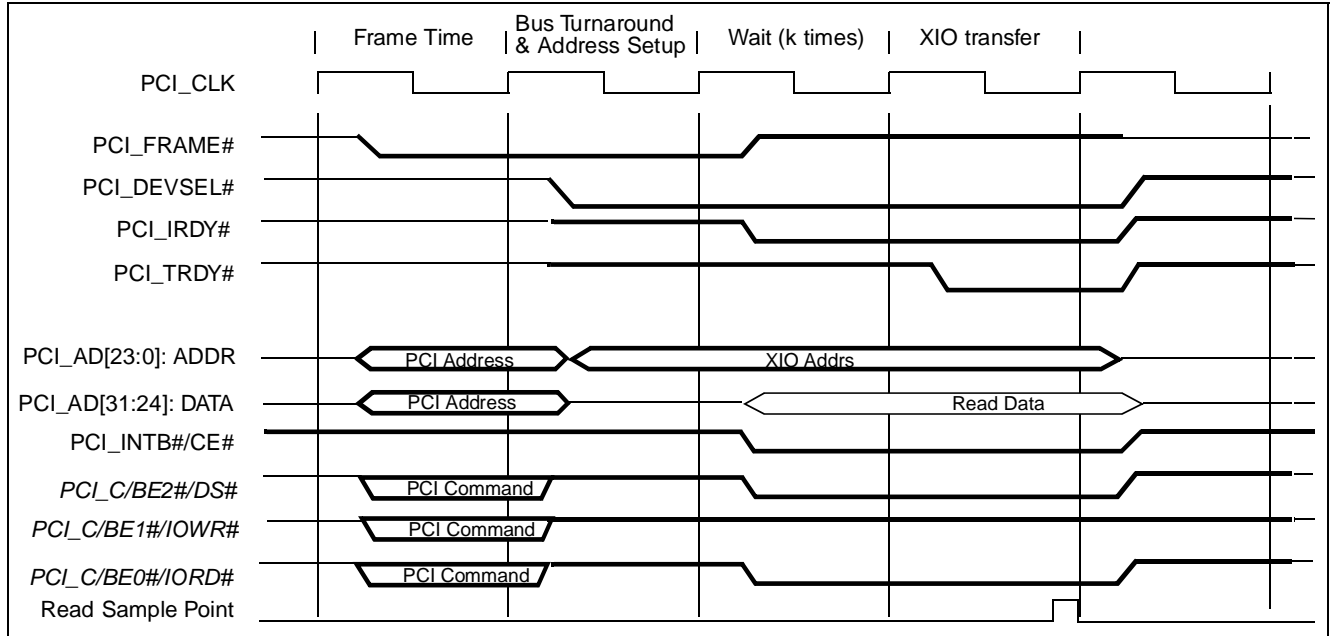 Frame Time
Bus Turnaround
& Address Setup
Wait (k times)
XIO transfer
PCI_CLK
PCI_FRAME#
PCI_DEVSEL#
PCI_IRDY#
PCI_TRDY#
PCI_AD[23:0]: ADDR
PCI Address
XIO Addrs
PCI_AD[31:24]: DATA
PCI Address
Read Data
PCI_INTB#/CE#
PCI_C/BE2#/DS#
PCI Command
PCI_C/BE1#/IOWR#
PCI Command
PCI_C/BE0#/IORD#
PCI Command
Read Sample Point